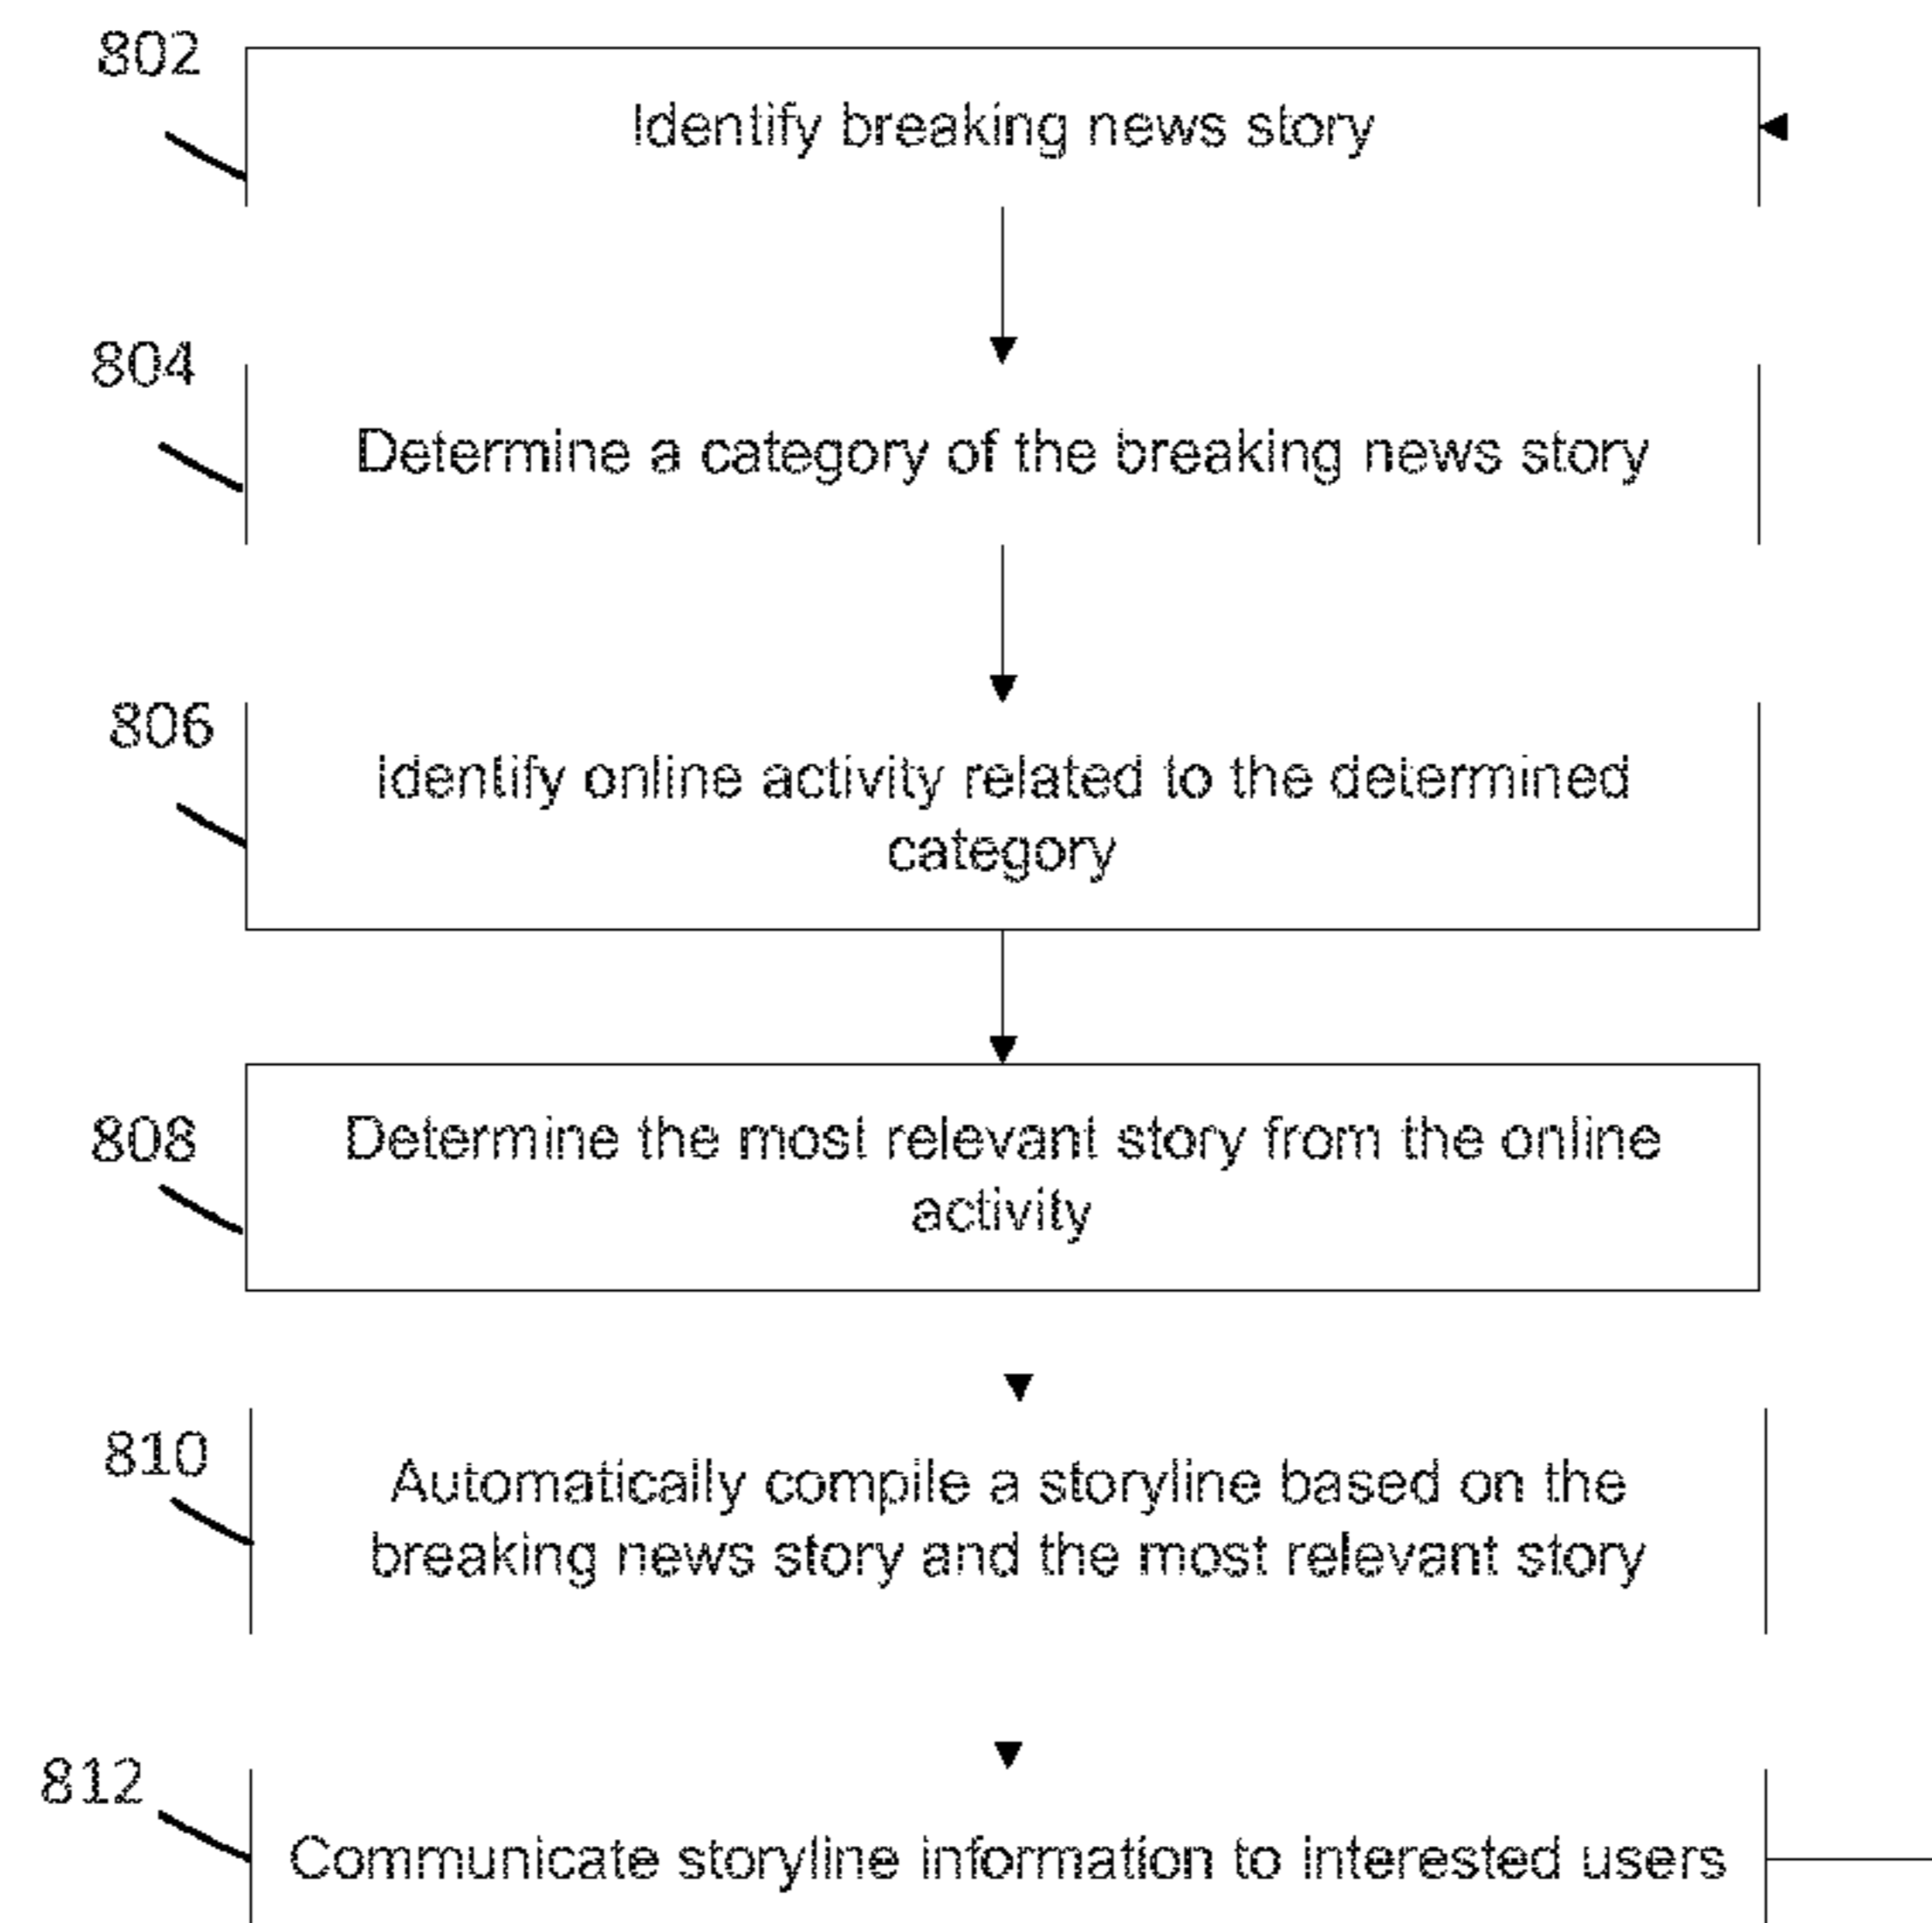 802
Identify breaking news story
804
Determine a category of the breaking news story
806
Identify online activity related to the determined
category
808
Determine the most relevant story from the online
activity
810
Automatically compile a storyline based on the
breaking news story and the most relevant story
812
Communicate storyline information to interested users